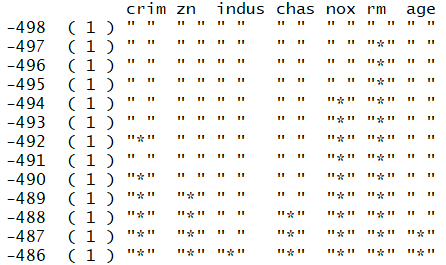 crim zn indus chas nox rm age
-498 ( 1 ) " " " " " " " " " " " " " "
-497 ( 1 ) " " " " " " " " " " "*" " "
-496 ( 1 ) " " " " " " " " " " "*" " "
-495 ( 1 ) " " " " " " " " " " "*" " "
-494 ( 1 ) " " " " " " " " "*" "*" " "
-493 ( 1 ) " " " " " " " " "*" "*" " "
-492 ( 1 ) "*" " " " " " " "*" "*" " "
-491 ( 1 ) " " " " " " " " "*" "*" " "
-490 ( 1 ) "*" " " " " " " "*" "*" " "
-489 ( 1 ) "*" "*" " " " " "*" "*" " "
-488 ( 1 ) "*" "*" " " "*" "*" "*" " "
-487 ( 1 ) "*" "*" " " "*" "*" "*" "*"
-486 ( 1 ) "*" "*" "*" "*" "*" "*" "*"